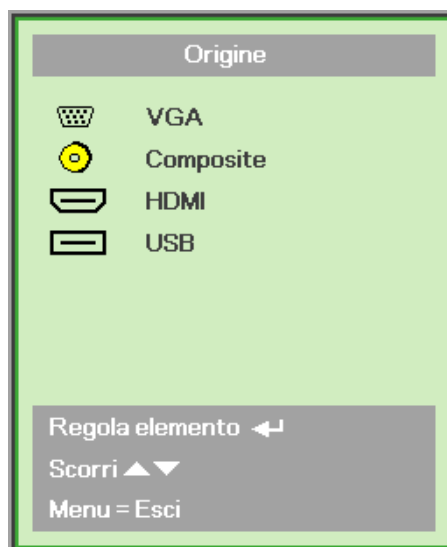 Origine
VGA
Composite
HDMI
USB
Regola elemento
Scorri
Menu = Esci